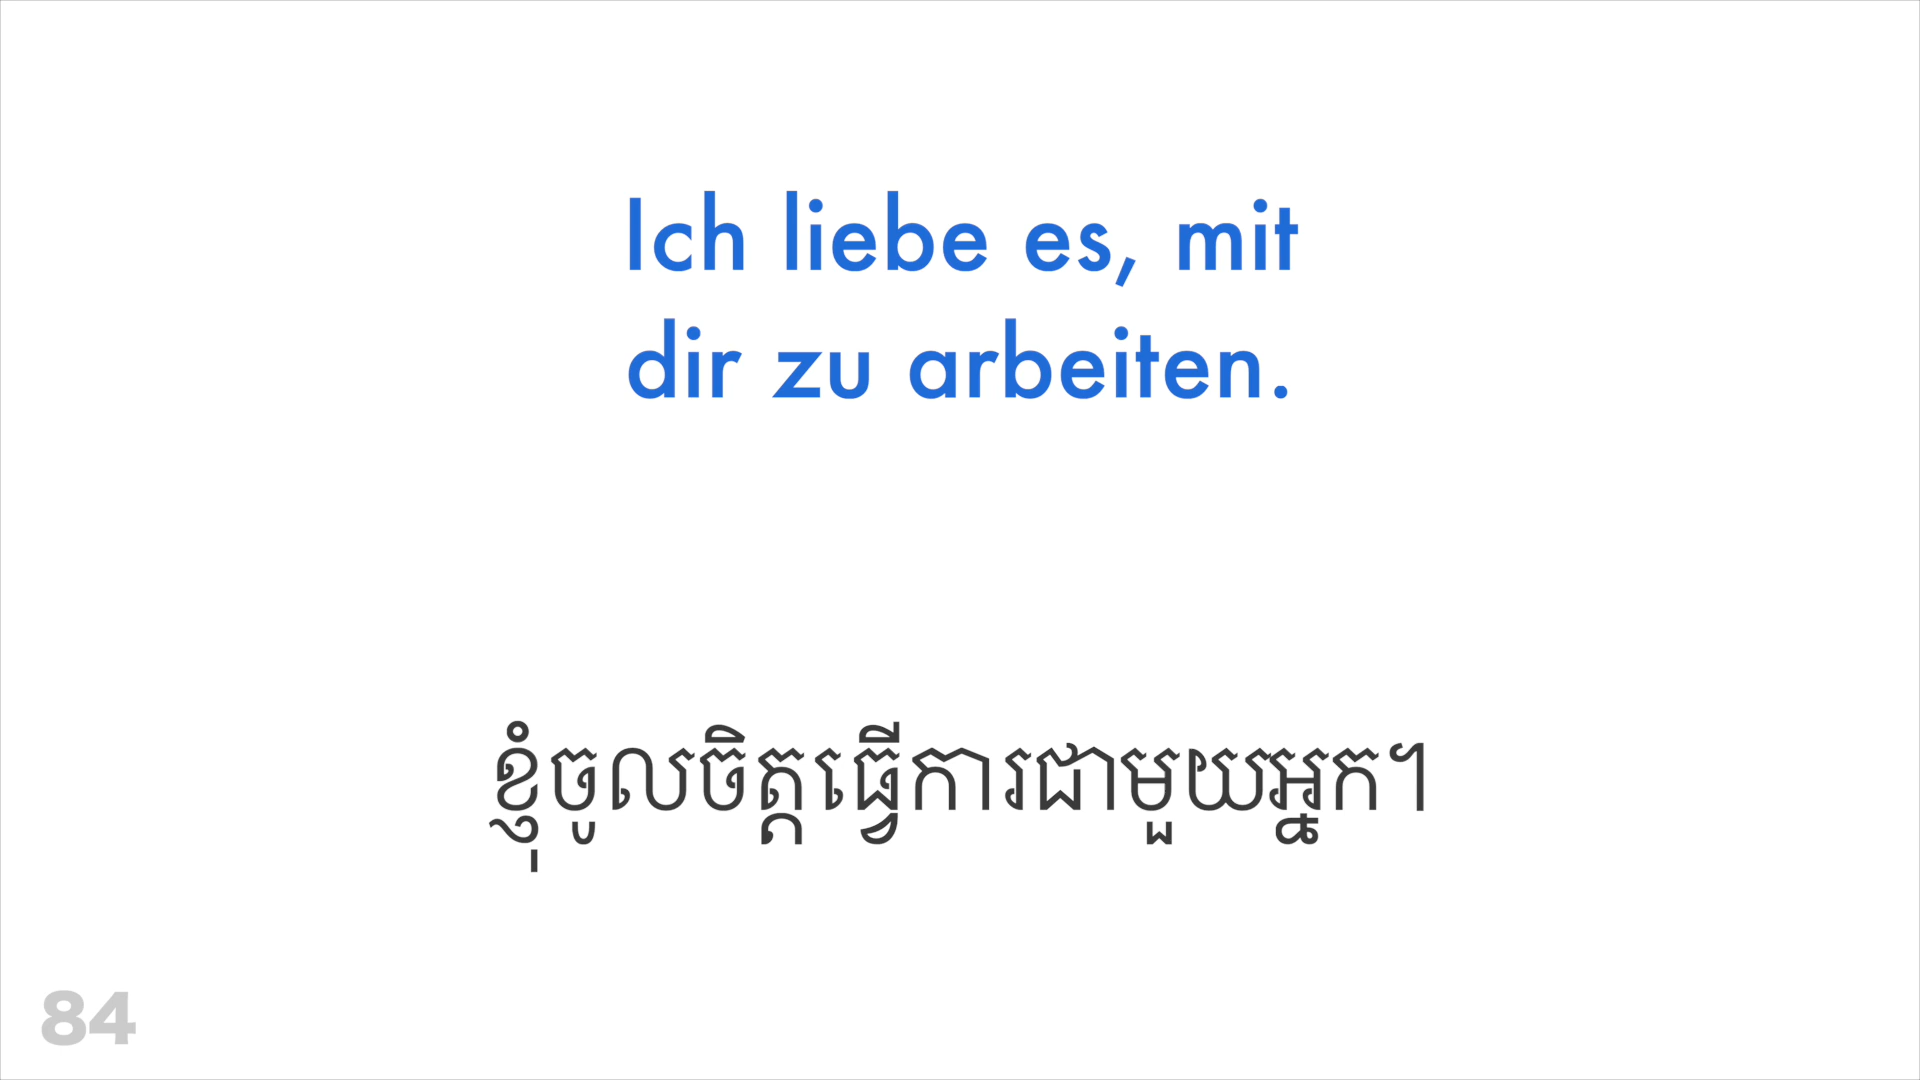 Ich liebe es, mit
dir zu arbeiten.
ខ្ញុំចូលចិត្តធ្វើការជាមួយអ្នក។
84